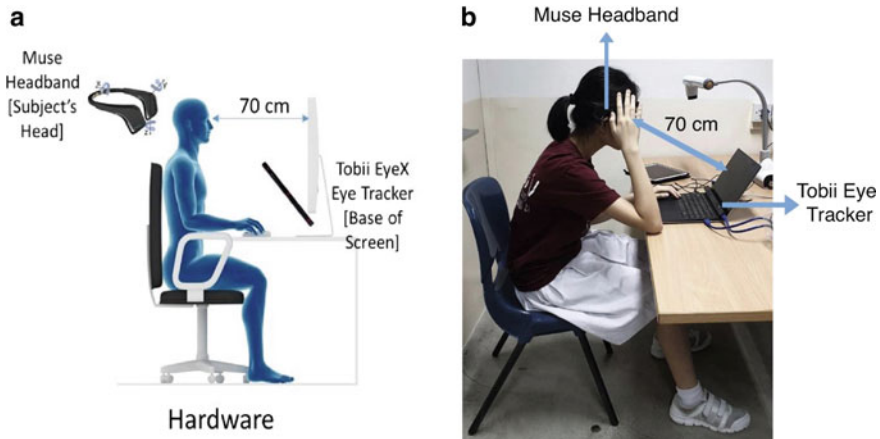 a
Muse
Headband
[Subject's
Head]
70 cm
Tobii EyeX
Eye Tracker
[Base of
Screen]
Hardware
b
Muse Headband
70 cm
Tobii Eye
Tracker